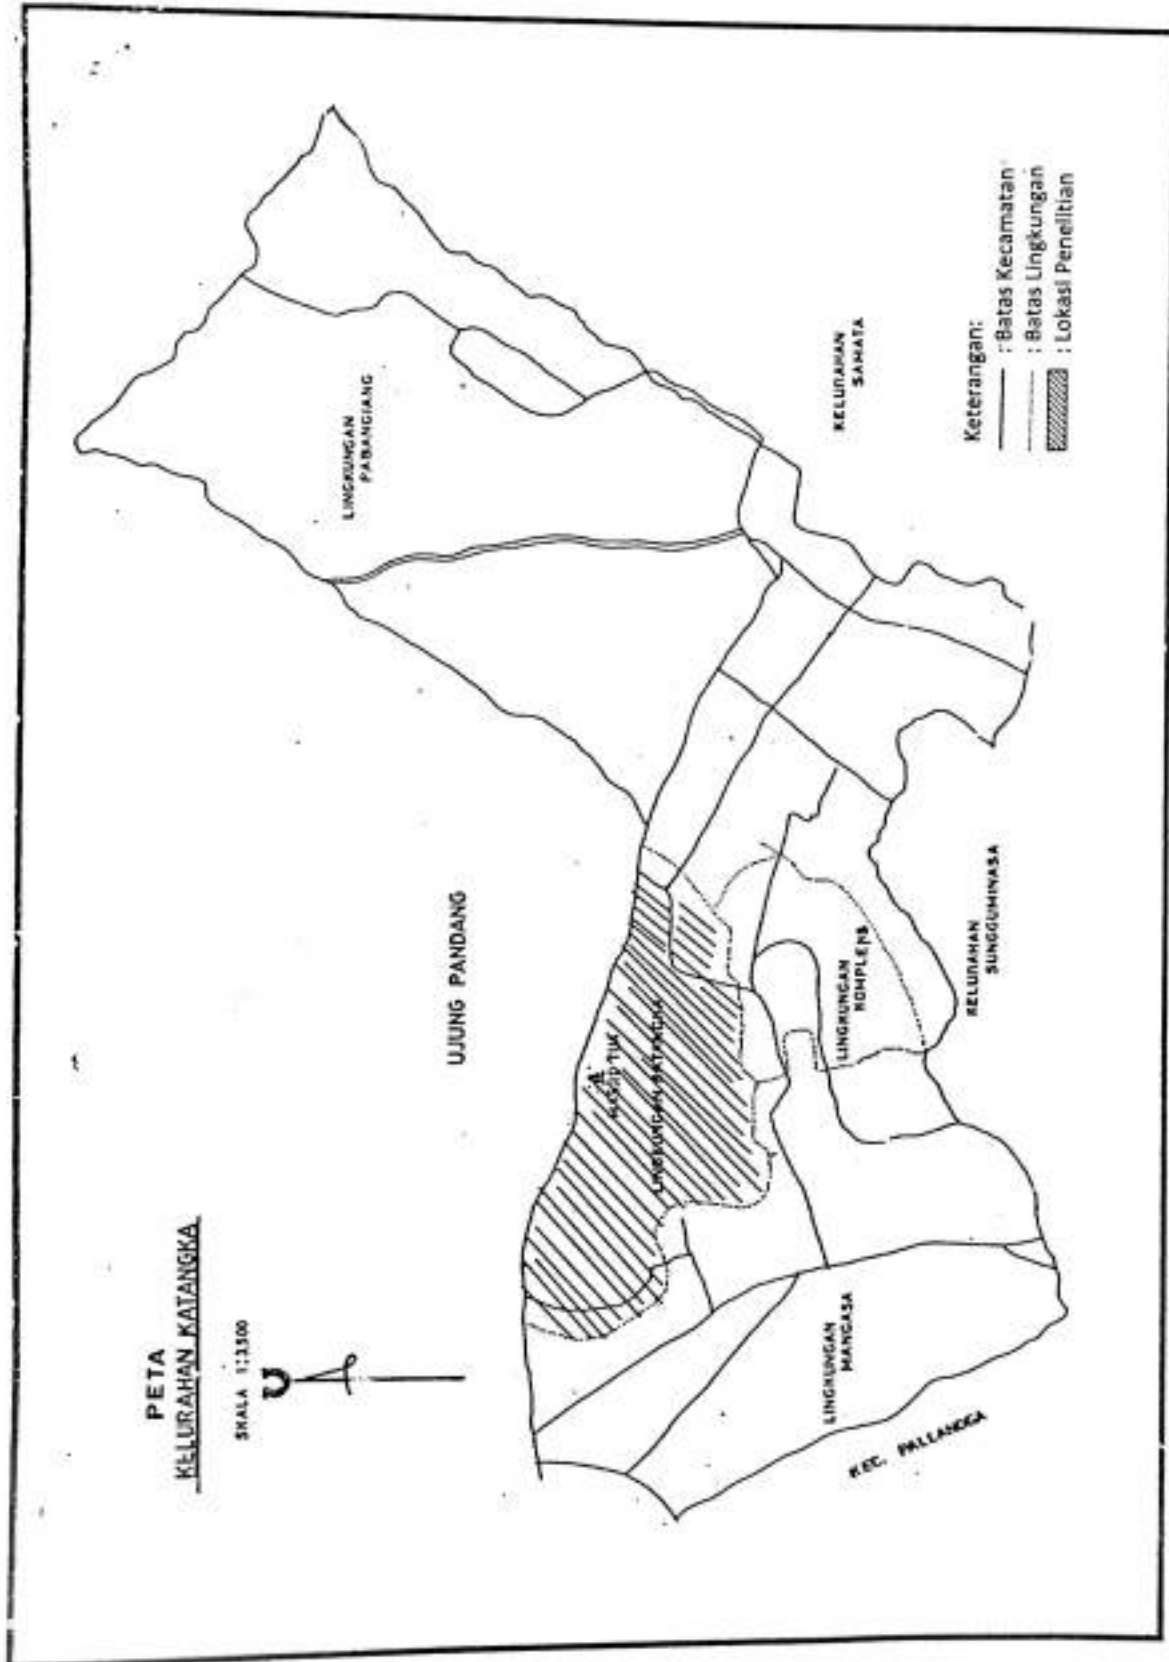 PETA
KELURAHAN KATANGKA
SKALA 1:3500
UJUNG PANDANG
LINGKUNGAN
PABANGIANG
LINGKUNGAN BATANGKA
LINGKUNGAN
KOMPLEKS
LINGKUNGAN
MANGASA
KEC. PALLANGGA
KELURAHAN
SUNGGUMINASA
KELURAHAN
SAMATA
Keterangan:
: Batas Kecamatan
: Batas Lingkungan
: Lokasi Penelitian